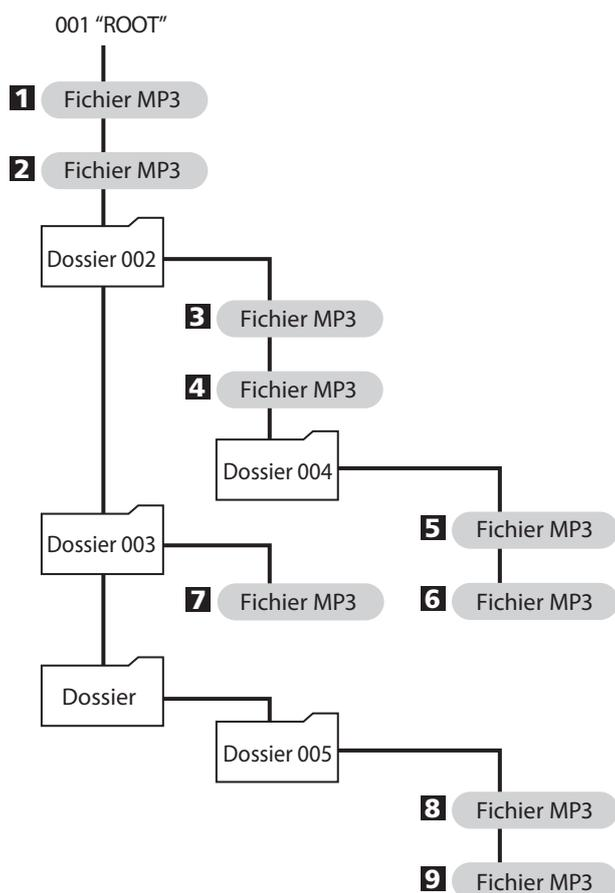 001 “ROOT”
1 Fichier MP3
2 Fichier MP3
Dossier 002
3 Fichier MP3
4 Fichier MP3
Dossier 004
5 Fichier MP3
Dossier 003
7 Fichier MP3
6 Fichier MP3
Dossier
Dossier 005
8 Fichier MP3
9 Fichier MP3